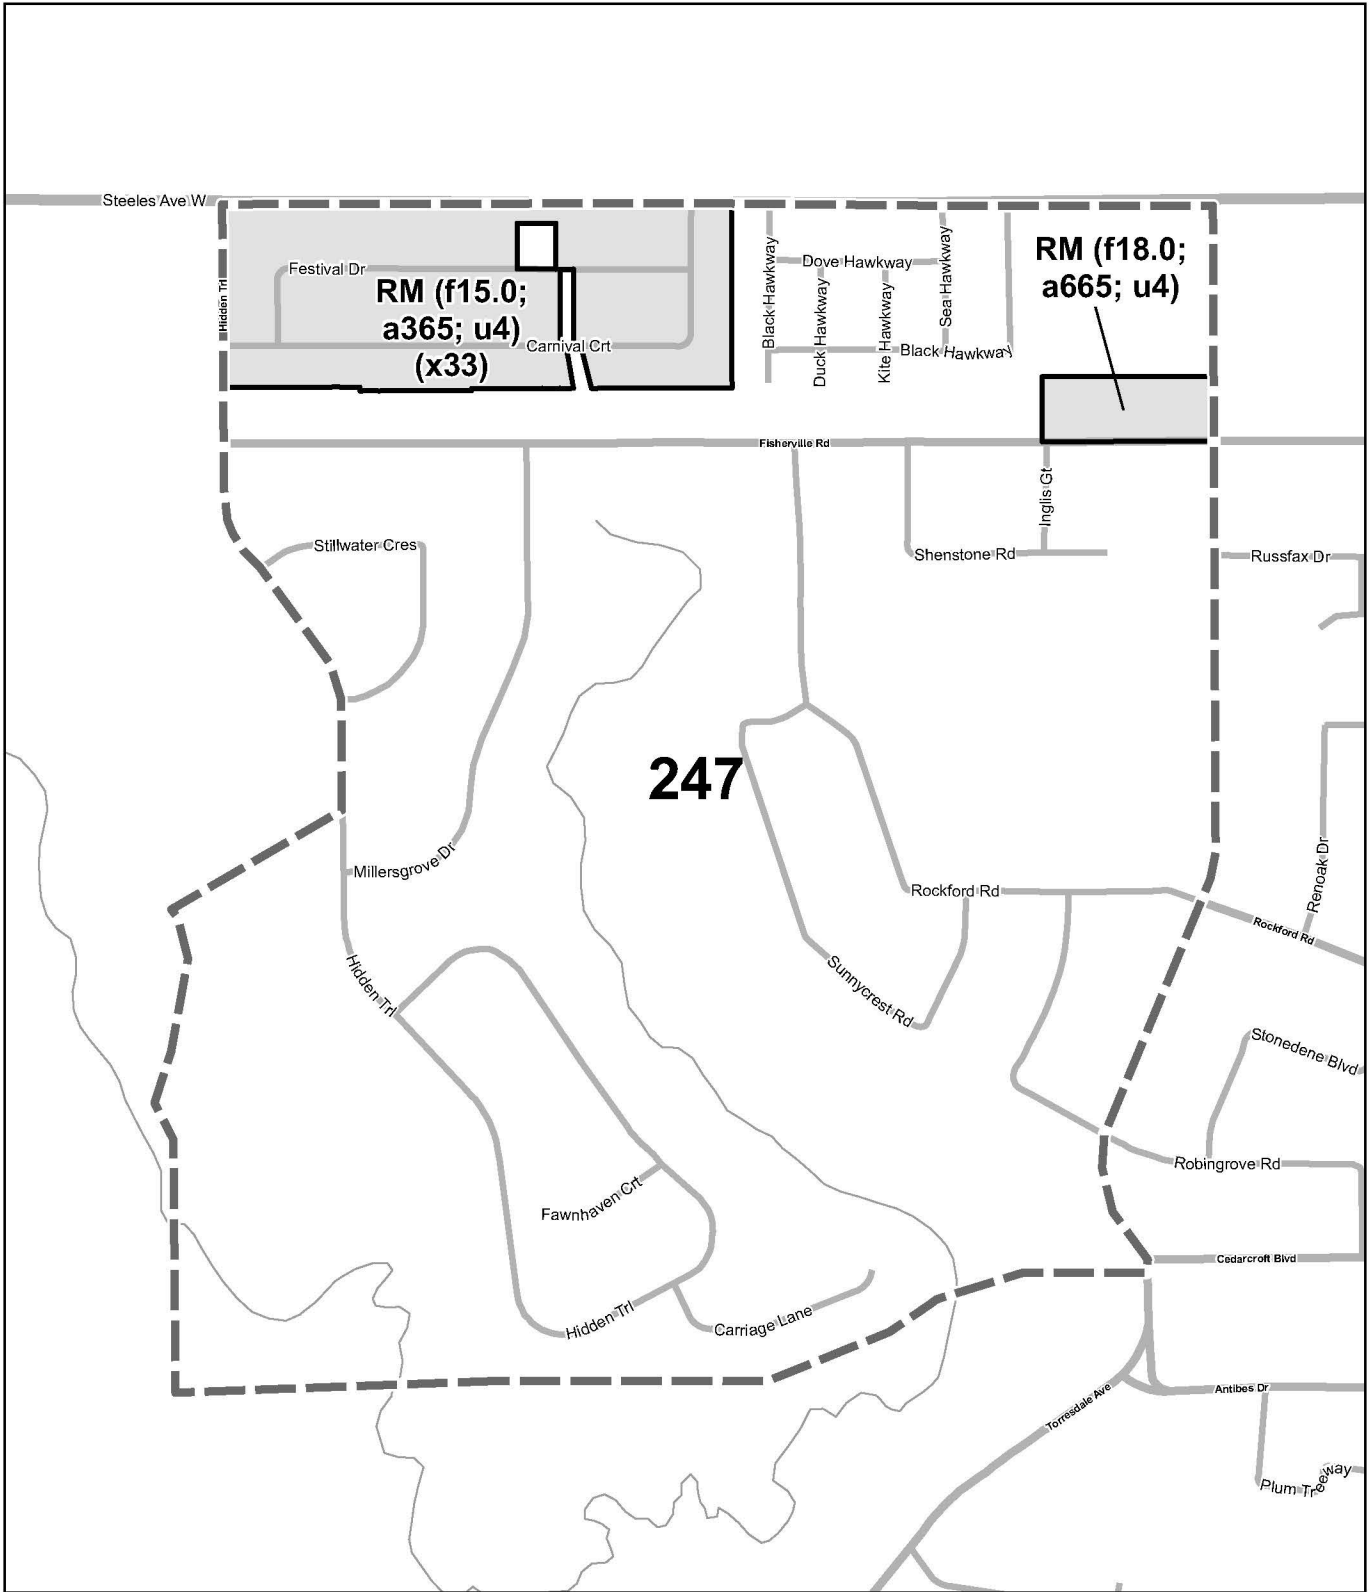 Steeles Ave W
Hidden Trl
Festival Dr
RM (f15.0;
a365; u4)
(x33)
Carnival Crt
Black Hawkway
Dove Hawkway
Duck Hawkway
Kite Hawkway
Sea Hawkway
Black Hawkway
RM (f18.0;
a665; u4)
Fisherville Rd
Inglis Gt
Stillwater Cres
Shenstone Rd
Russfax Dr
247
Millersgrove Dr
Rockford Rd
Renoak Dr
Rockford Rd
Hidden Trl
Sunnycrest Rd
Stonedene Blvd
Robingrove Rd
Fawnhaven Crt
Cedarcroft Blvd
Hidden Trl
Carriage Lane
Torresdale Ave
Antibes Dr
Plum Treeway